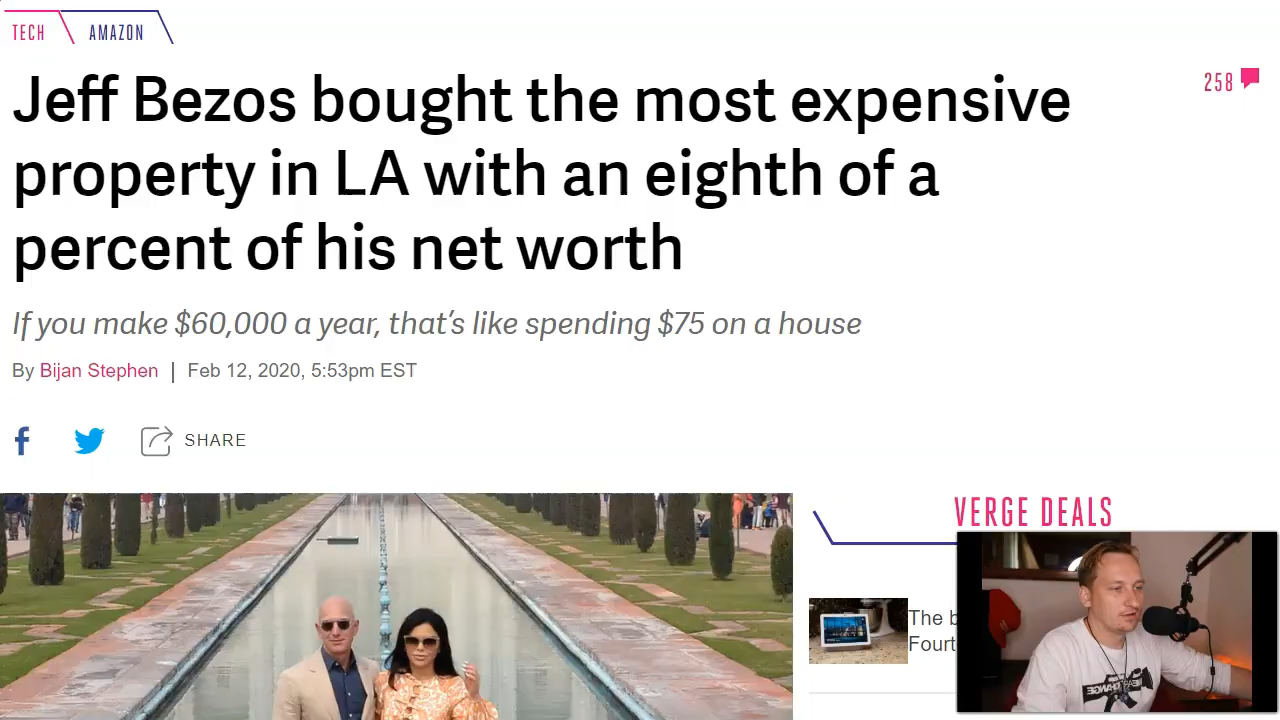 TECH
AMAZON
Jeff Bezos bought the most expensive
property in LA with an eighth of a
percent of his net worth
258
If you make $60,000 a year, that's like spending $75 on a house
By Bijan Stephen | Feb 12, 2020, 5:53pm EST
SHARE
VERGE DEALS
The